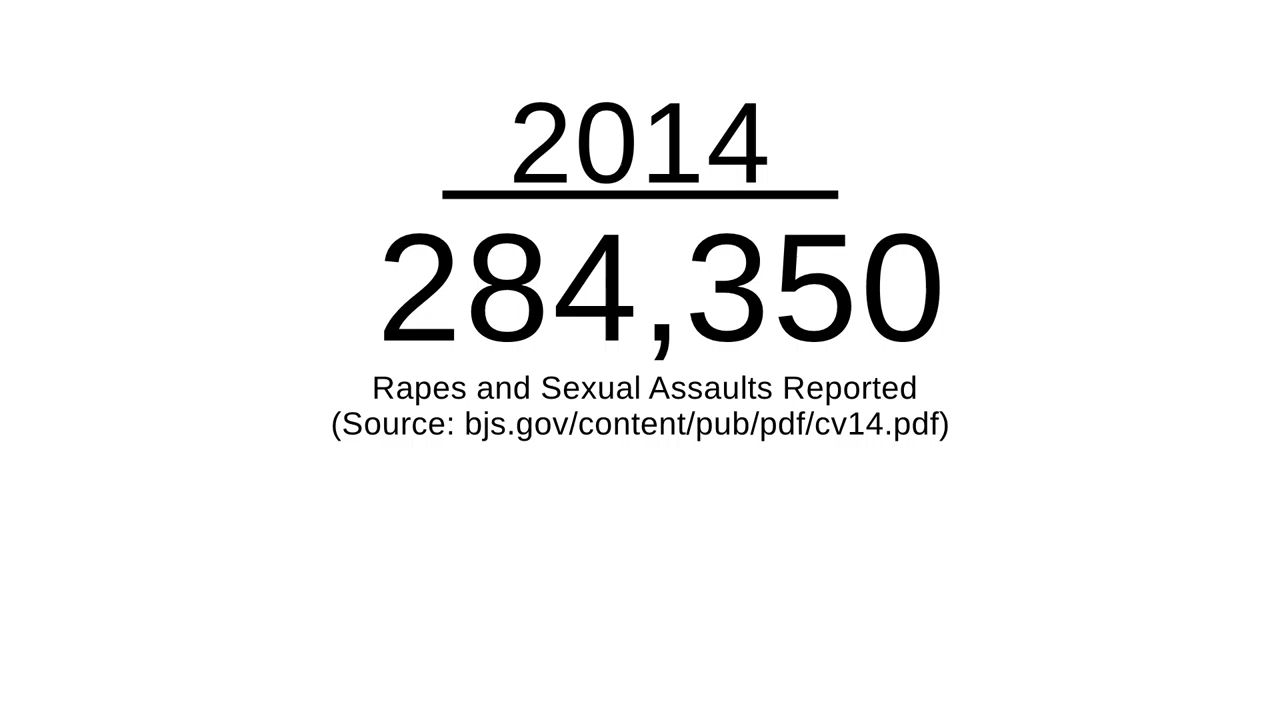 2014
284,350
Rapes and Sexual Assaults Reported
(Source: bjs.gov/content/pub/pdf/cv14.pdf)